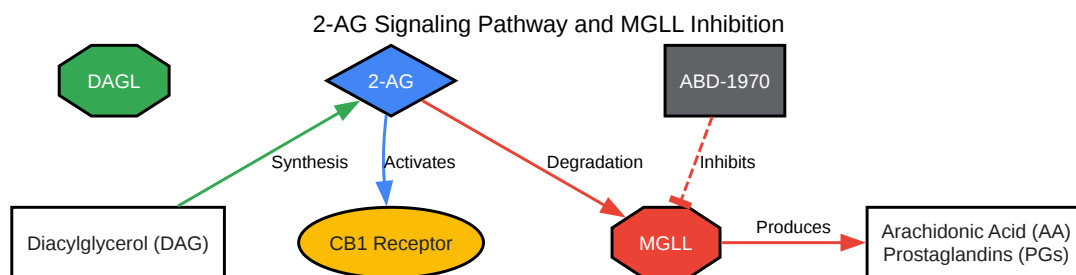 2-AG Signaling Pathway and MGLL Inhibition
DAGL
2-AG
ABD-1970
Synthesis
Activates
Degradation
Inhibits
Diacylglycerol (DAG)
CB1 Receptor
MGLL
Produces
Arachidonic Acid (AA)
Prostaglandins (PGs)